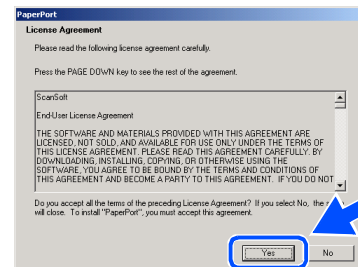 PaperPort
License Agreement
Please read the following license agreement carefully.
Press the PAGE DOWN key to see the rest of the agreement.
ScanSoft
End-User License Agreement
THE SOFTWARE AND MATERIALS PROVIDED WITH THIS AGREEMENT ARE
LICENSED, NOT SOLD, AND AVAILABLE FOR USE ONLY UNDER THE TERMS OF
THIS LICENSE AGREEMENT. PLEASE READ THIS AGREEMENT CAREFULLY. BY
DOWNLOADING, INSTALLING, COPYING, OR OTHERWISE USING THE
SOFTWARE, YOU AGREE TO BE BOUND BY THE TERMS AND CONDITIONS OF
THIS AGREEMENT AND BECOME A PARTY TO THIS AGREEMENT. IF YOU DO NOT
Do you accept all the terms of the preceding License Agreement? If you select No, the
will close. To install "PaperPort", you must accept this agreement.
Yes
No